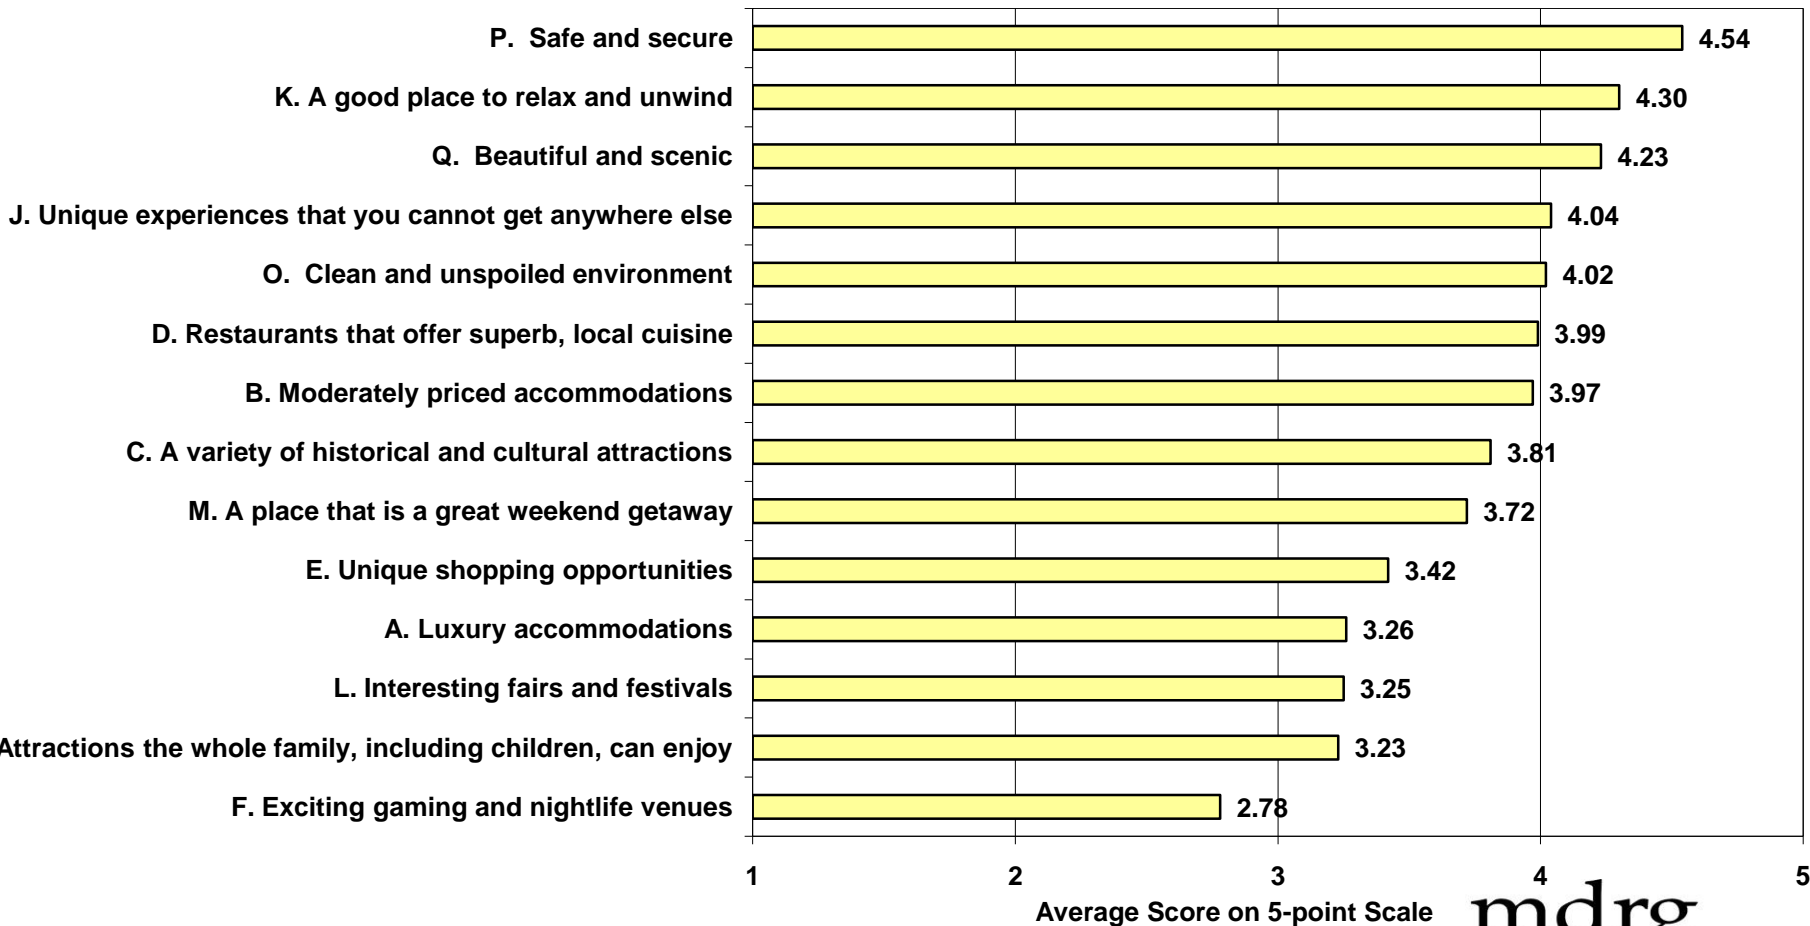 P.  Safe and secure 4.54
K. A good place to relax and unwind 4.30
Q.  Beautiful and scenic 4.23
J. Unique experiences that you cannot get anywhere else 4.04
O.  Clean and unspoiled environment 4.02
D. Restaurants that offer superb, local cuisine 3.99
B. Moderately priced accommodations 3.97
C. A variety of historical and cultural attractions 3.81
M. A place that is a great weekend getaway 3.72
E. Unique shopping opportunities 3.42
A. Luxury accommodations 3.26
L. Interesting fairs and festivals 3.25
Attractions the whole family, including children, can enjoy 3.23
F. Exciting gaming and nightlife venues 2.78
1 2 3 4 5
Average Score on 5-point Scale
mdrg